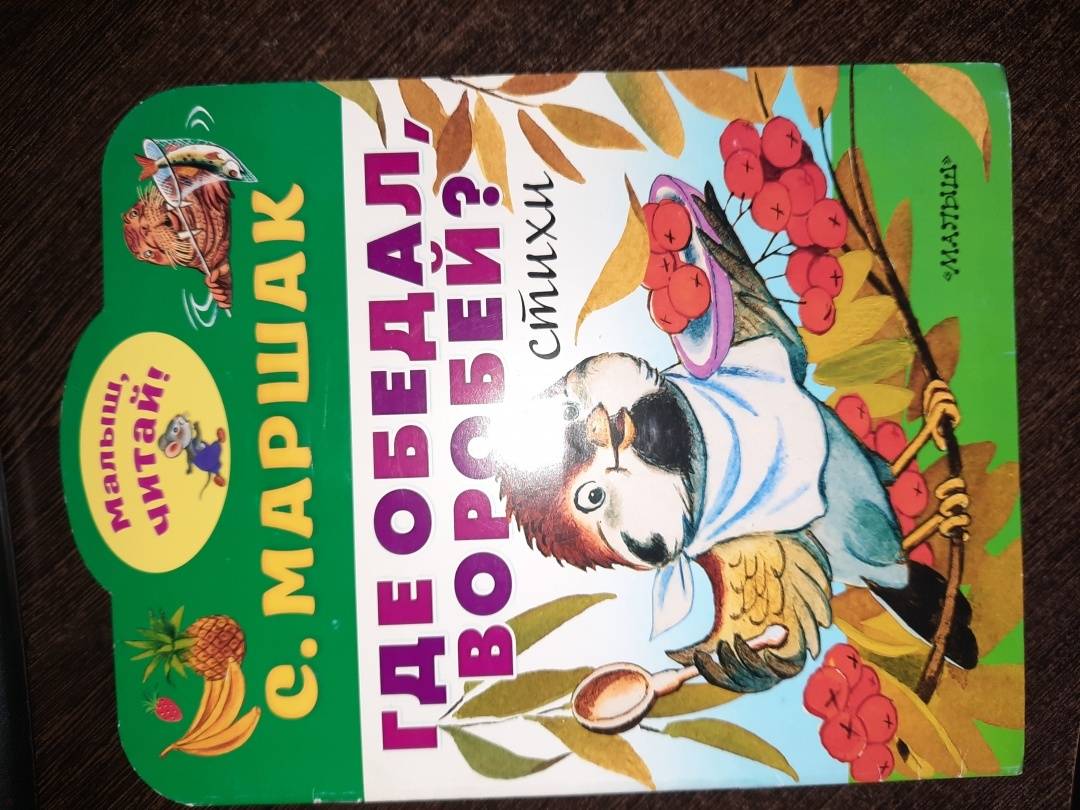 Малыш,
читай!
С. МАРШАК
ГДЕ ОБЕДАЛ,
ВОРОБЕЙ?
стихи
«МАЛЫШ»